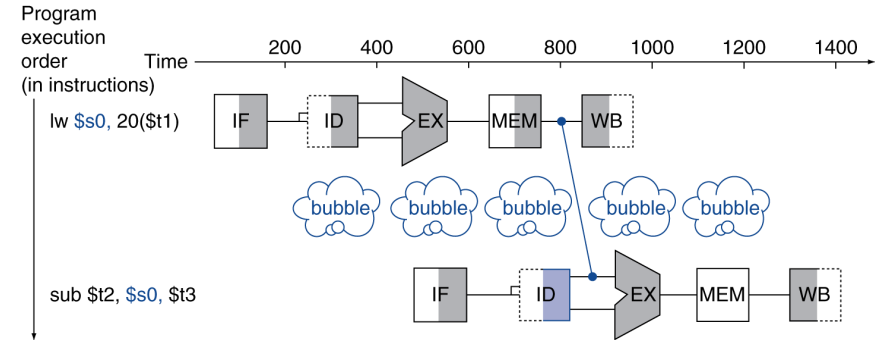 Program
execution
order
(in instructions)
Time
200 400 600 800 1000 1200 1400
lw $s0, 20($t1)
IF ID EX MEM WB
bubble bubble bubble bubble bubble
sub $t2, $s0, $t3
IF ID EX MEM WB